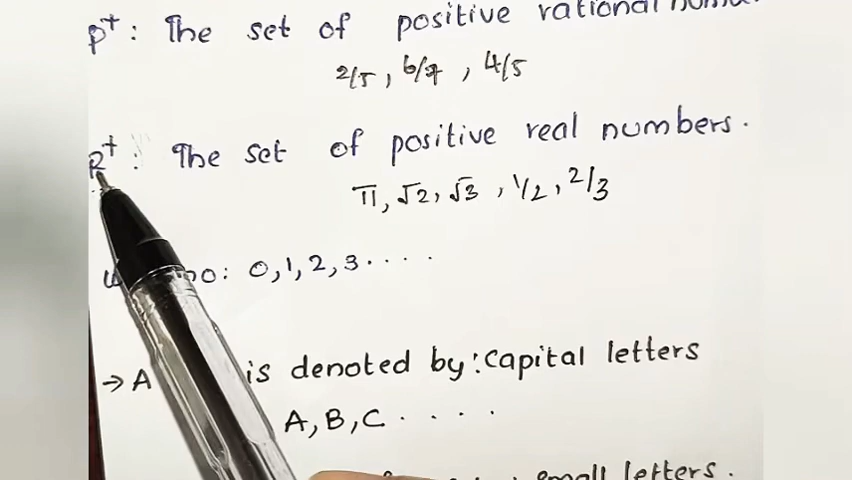 P⁺: The set of positive rational
2/5, 6/7, 4/5
R⁺: The set of positive real numbers.
π, √2, √3, 1/2, 2/3
no: 0, 1, 2, 3....
→ A is denoted by: Capital letters
A, B, C....
small letters.